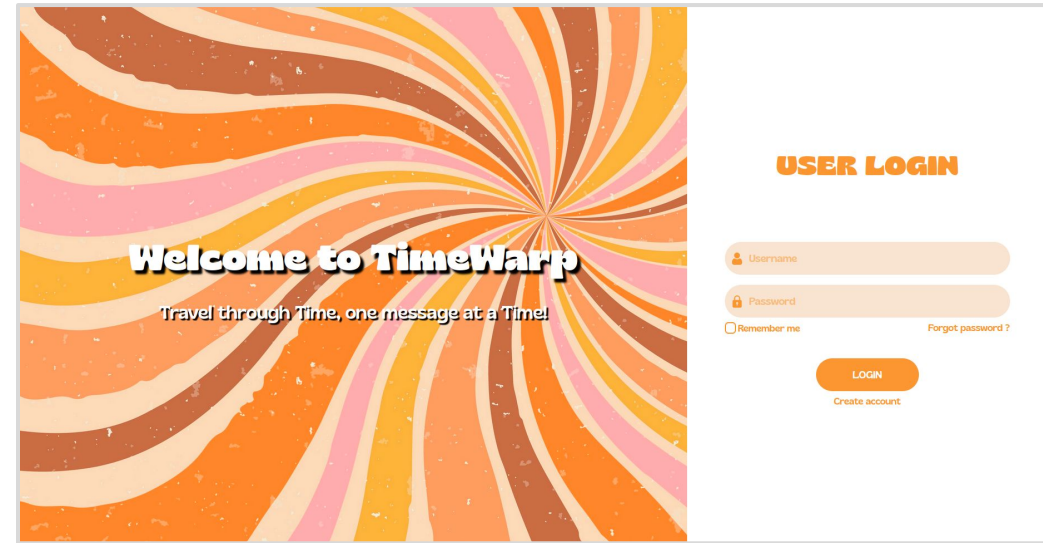 Welcome to TimeWarp
Travel through Time, one message at a Time!
USER LOGIN
Username
Password
Remember me
Forgot password ?
LOGIN
Create account